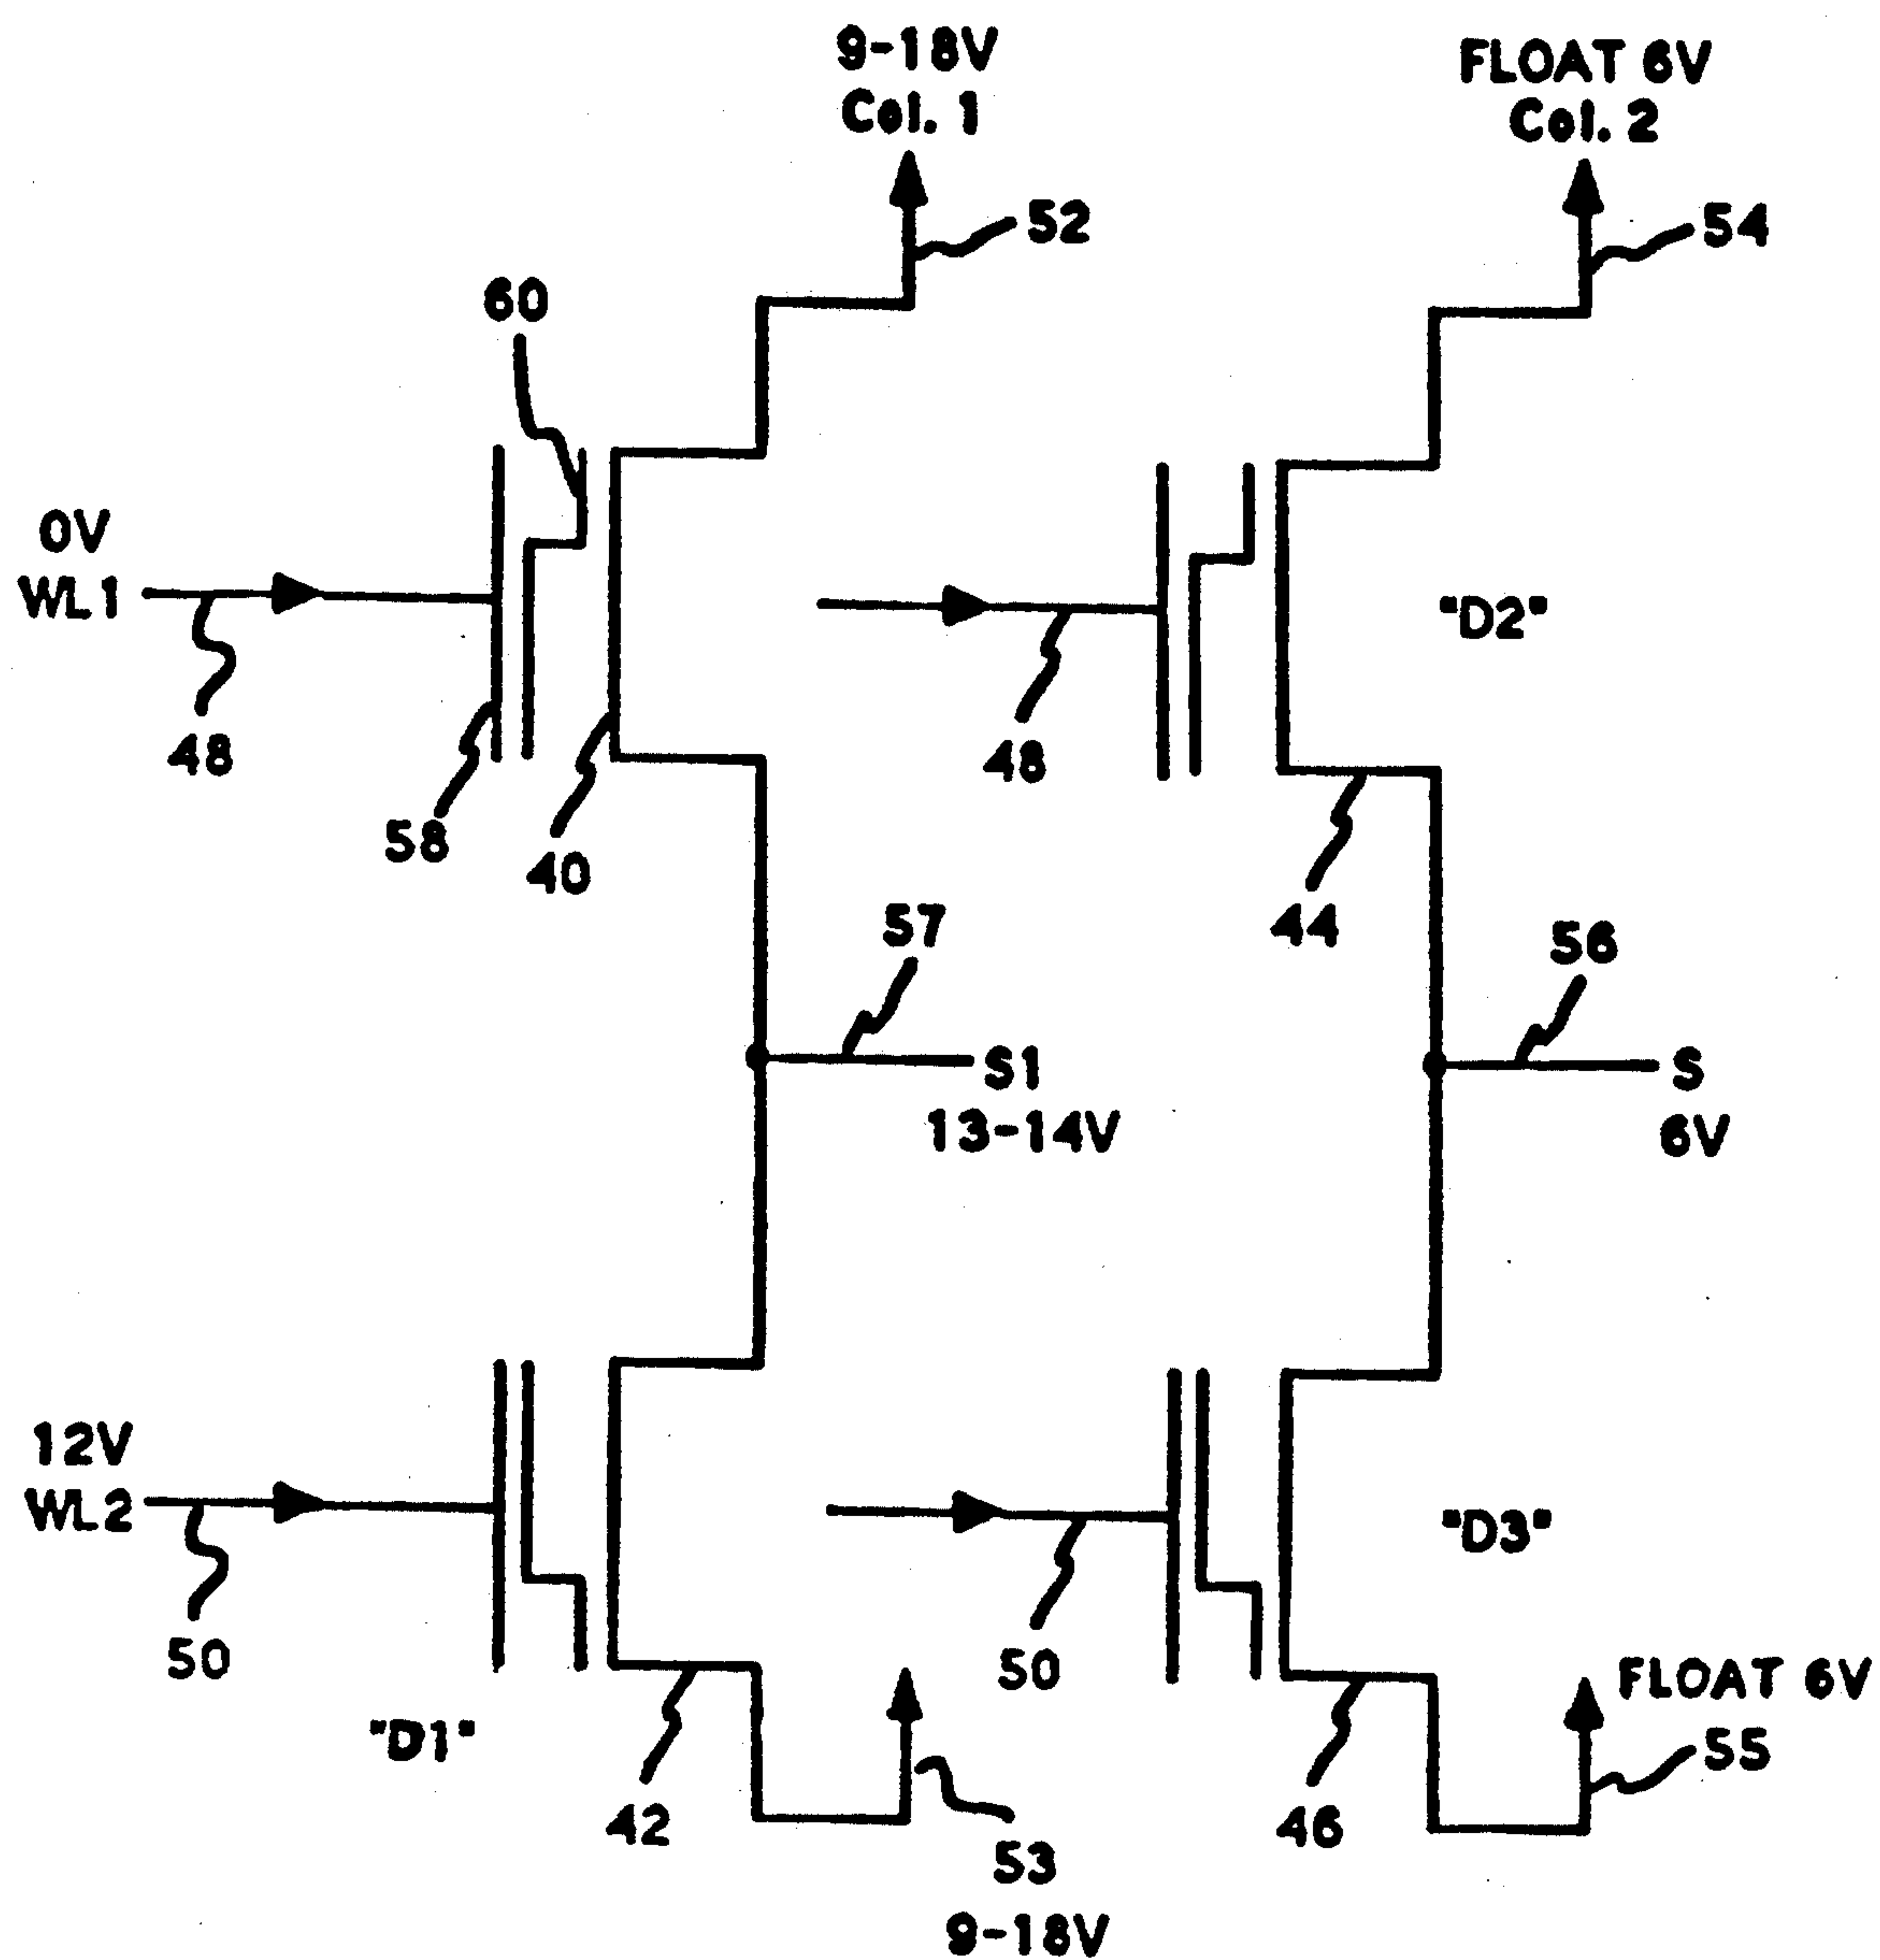 9-18V
Col. 1
FLOAT 6V
Col. 2
52
54
60
0V
WL1
"D2"
48
58
40
48
44
57
56
S1
13-14V
S
6V
12V
WL2
"D3"
50
50
"D1"
42
53
9-18V
46
FLOAT 6V
55